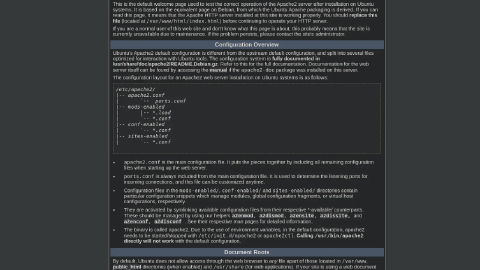 This is the default welcome page used to test the correct operation of the Apache2 server after installation on Ubuntu
systems. It is based on the equivalent page on Debian, from which the Ubuntu Apache packaging is derived. If you can
read this page, it means that the Apache HTTP server installed at this site is working properly. You should replace this
file (located at /var/www/html/index.html) before continuing to operate your HTTP server.
If you are a normal user of this web site and don't know what this page is about, this probably means that the site is
currently unavailable due to maintenance. If the problem persists, please contact the site's administrator.
Configuration Overview
Ubuntu's Apache2 default configuration is different from the upstream default configuration, and split into several files
optimized for interaction with Ubuntu tools. The configuration system is fully documented in
/usr/share/doc/apache2/README.Debian.gz. Refer to this for the full documentation. Documentation for the web
server itself can be found by accessing the manual if the apache2-doc package was installed on this server.
The configuration layout for an Apache2 web server installation on Ubuntu systems is as follows:
/etc/apache2/
|-- apache2.conf
|       `-- ports.conf
|-- mods-enabled
|       |-- *.load
|       `-- *.conf
|-- conf-enabled
|       `-- *.conf
|-- sites-enabled
|       `-- *.conf
• apache2.conf is the main configuration file. It puts the pieces together by including all remaining configuration
files when starting up the web server.
• ports.conf is always included from the main configuration file. It is used to determine the listening ports for
incoming connections, and this file can be customized anytime.
• Configuration files in the mods-enabled/, conf-enabled/ and sites-enabled/ directories contain
particular configuration snippets which manage modules, global configuration fragments, or virtual host
configurations, respectively.
• They are activated by symlinking available configuration files from their respective *-available/ counterparts.
These should be managed by using our helpers a2enmod, a2dismod, a2ensite, a2dissite, and
a2enconf, a2disconf . See their respective man pages for detailed information.
• The binary is called apache2. Due to the use of environment variables, in the default configuration, apache2
needs to be started/stopped with /etc/init.d/apache2 or apache2ctl. Calling /usr/bin/apache2
directly will not work with the default configuration.
Document Roots
By default, Ubuntu does not allow access through the web browser to any file apart of those located in /var/www,
public_html directories (when enabled) and /usr/share (for web applications). If your site is using a web document